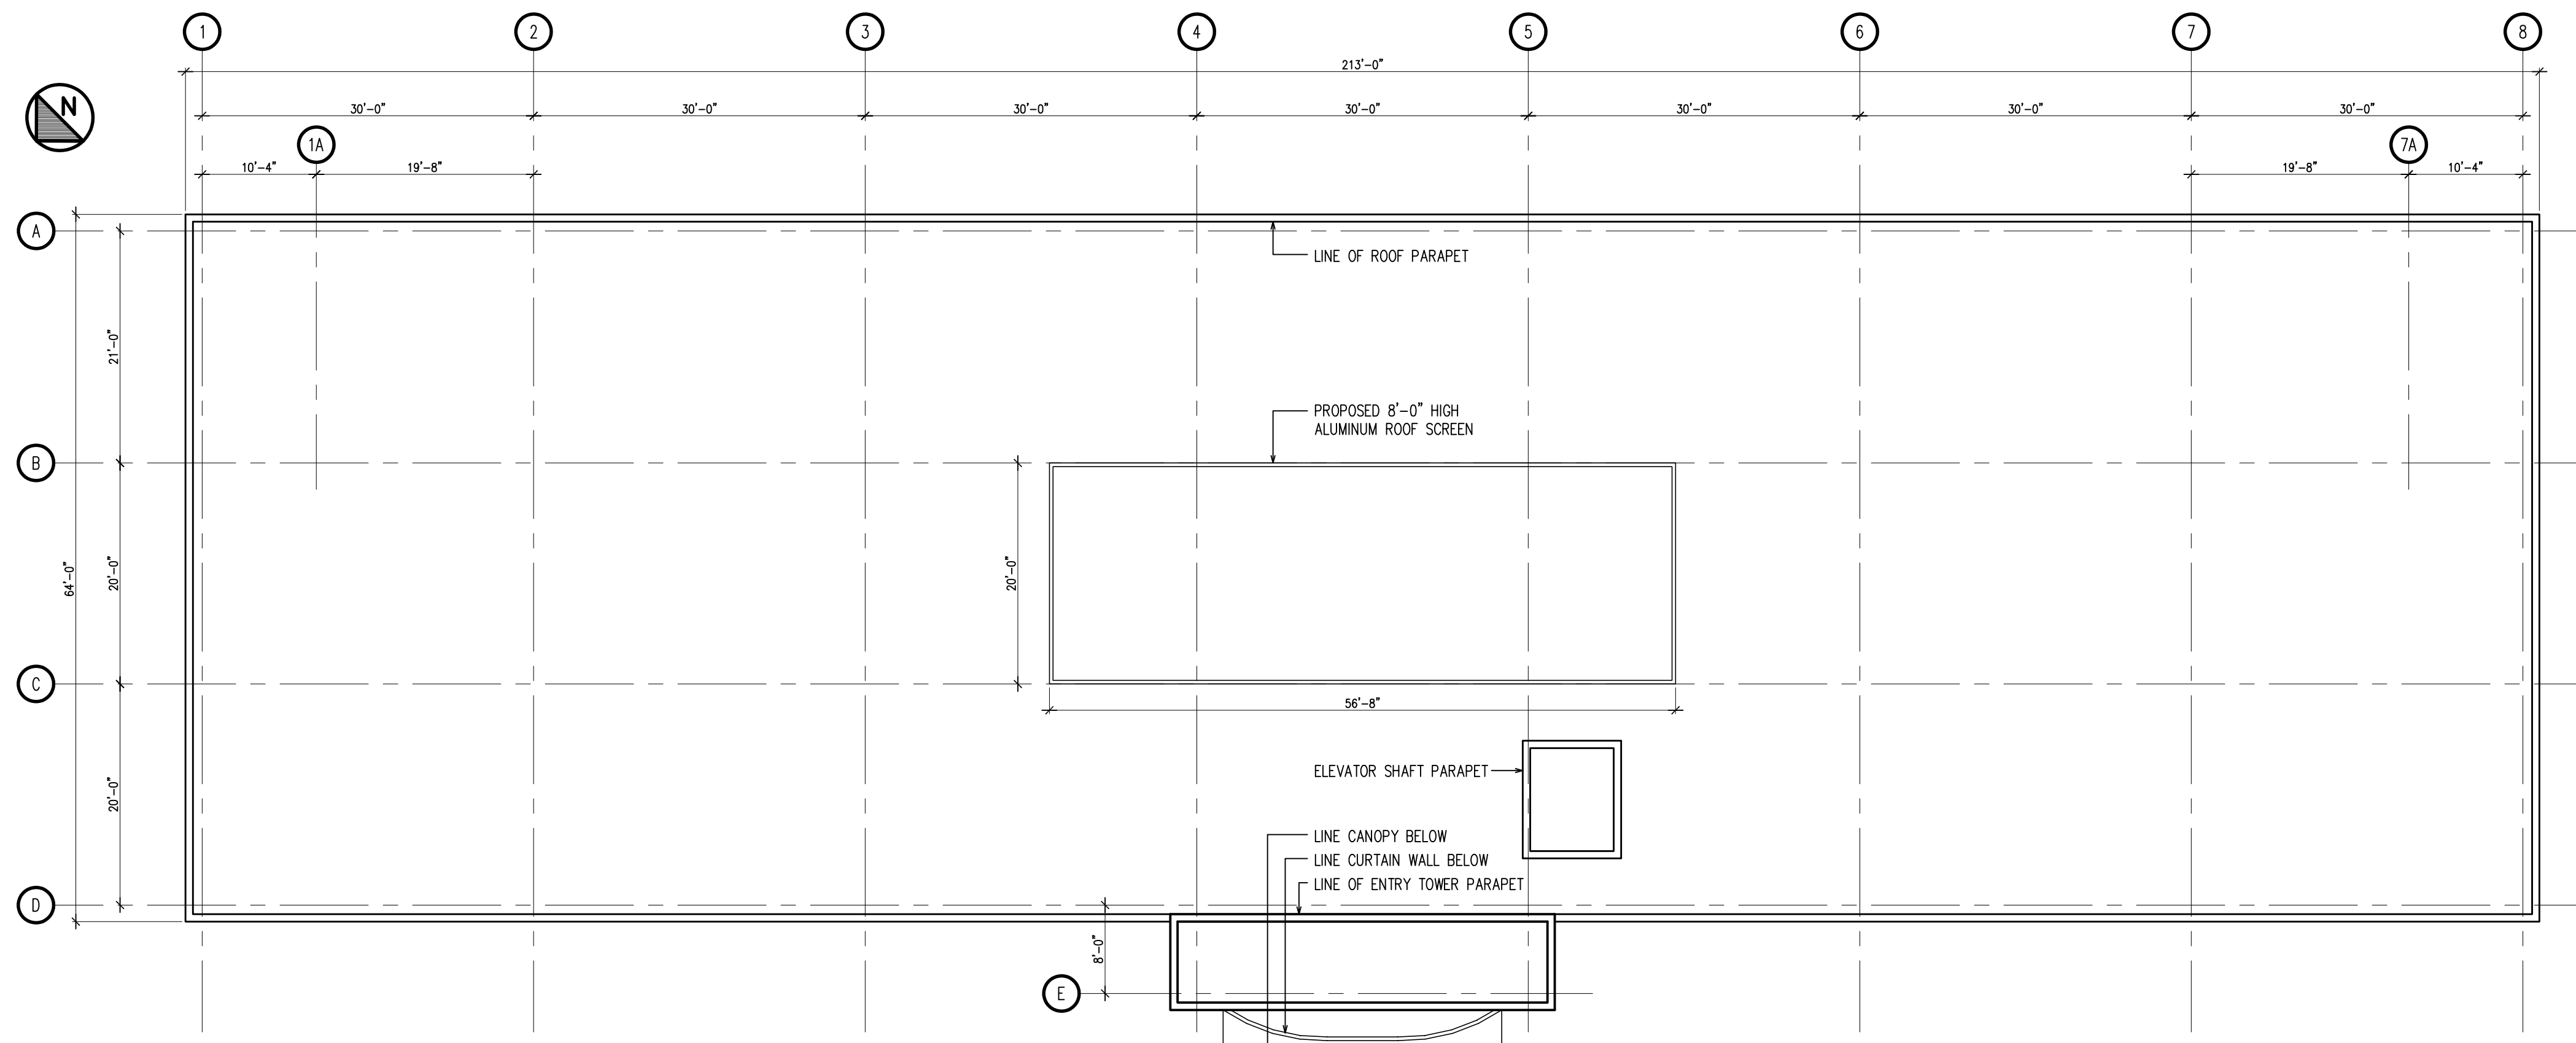 1 2 3 4 5 6 7 8
213'-0"
N
30'-0" 30'-0" 30'-0" 30'-0" 30'-0" 30'-0" 30'-0"
1A 7A
10'-4" 19'-8" 19'-8" 10'-4"
A
LINE OF ROOF PARAPET
21'-0"
PROPOSED 8'-0" HIGH
ALUMINUM ROOF SCREEN
B
64'-0" 20'-0" 20'-0"
C
56'-8"
ELEVATOR SHAFT PARAPET
20'-0"
LINE CANOPY BELOW
LINE CURTAIN WALL BELOW
LINE OF ENTRY TOWER PARAPET
D
8'-0"
E